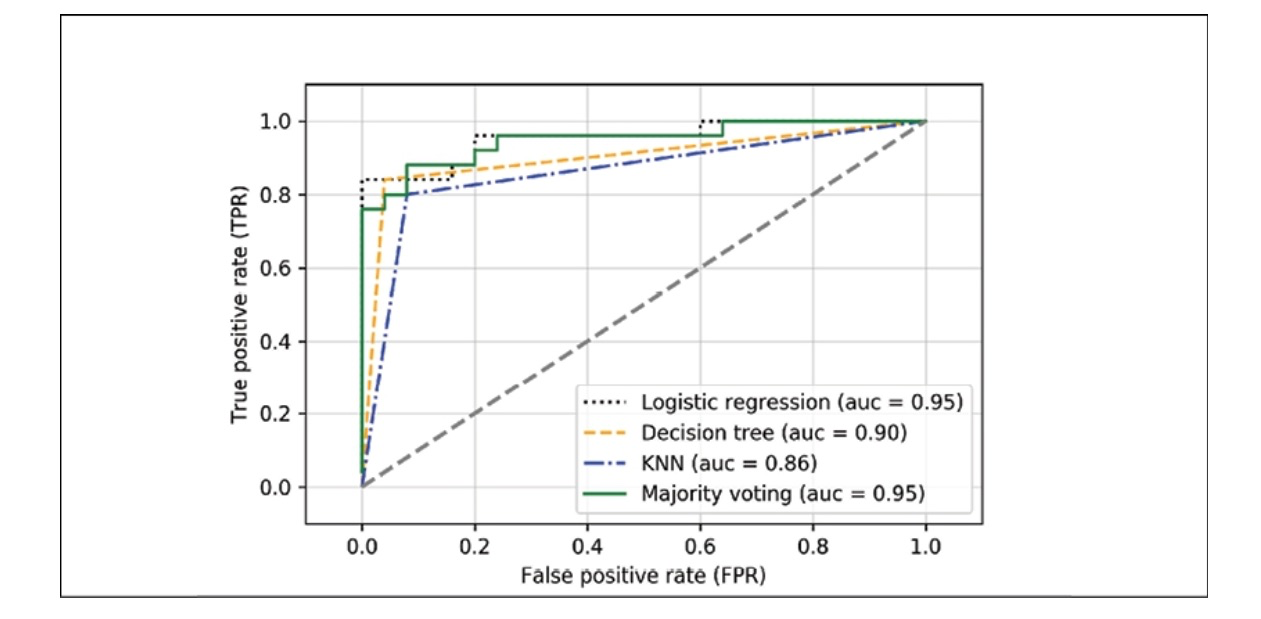 1.0
0.8
0.6
0.4
0.2
0.0
True positive rate (TPR)
Logistic regression (auc = 0.95)
Decision tree (auc = 0.90)
KNN (auc = 0.86)
Majority voting (auc = 0.95)
0.0 0.2 0.4 0.6 0.8 1.0
False positive rate (FPR)